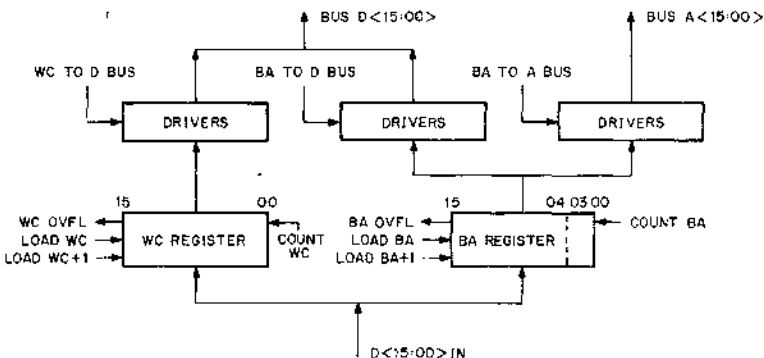 BUS D<15:00>
BUS A<15:00>
WC TO D BUS
BA TO D BUS
BA TO A BUS
DRIVERS
DRIVERS
DRIVERS
15
00
15
04 03 00
WC OVFL
LOAD WC
LOAD WC+1
WC REGISTER
COUNT
WC
BA OVFL
LOAD BA
LOAD BA+1
BA REGISTER
COUNT BA
D<15:00>IN